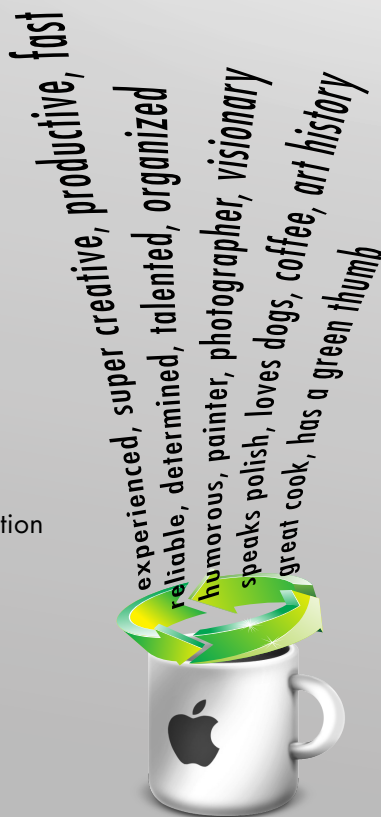 experienced, super creative, productive, fast
reliable, determined, talented, organized
humorous, painter, photographer, visionary
speaks polish, loves dogs, coffee, art history
great cook, has a green thumb
tion